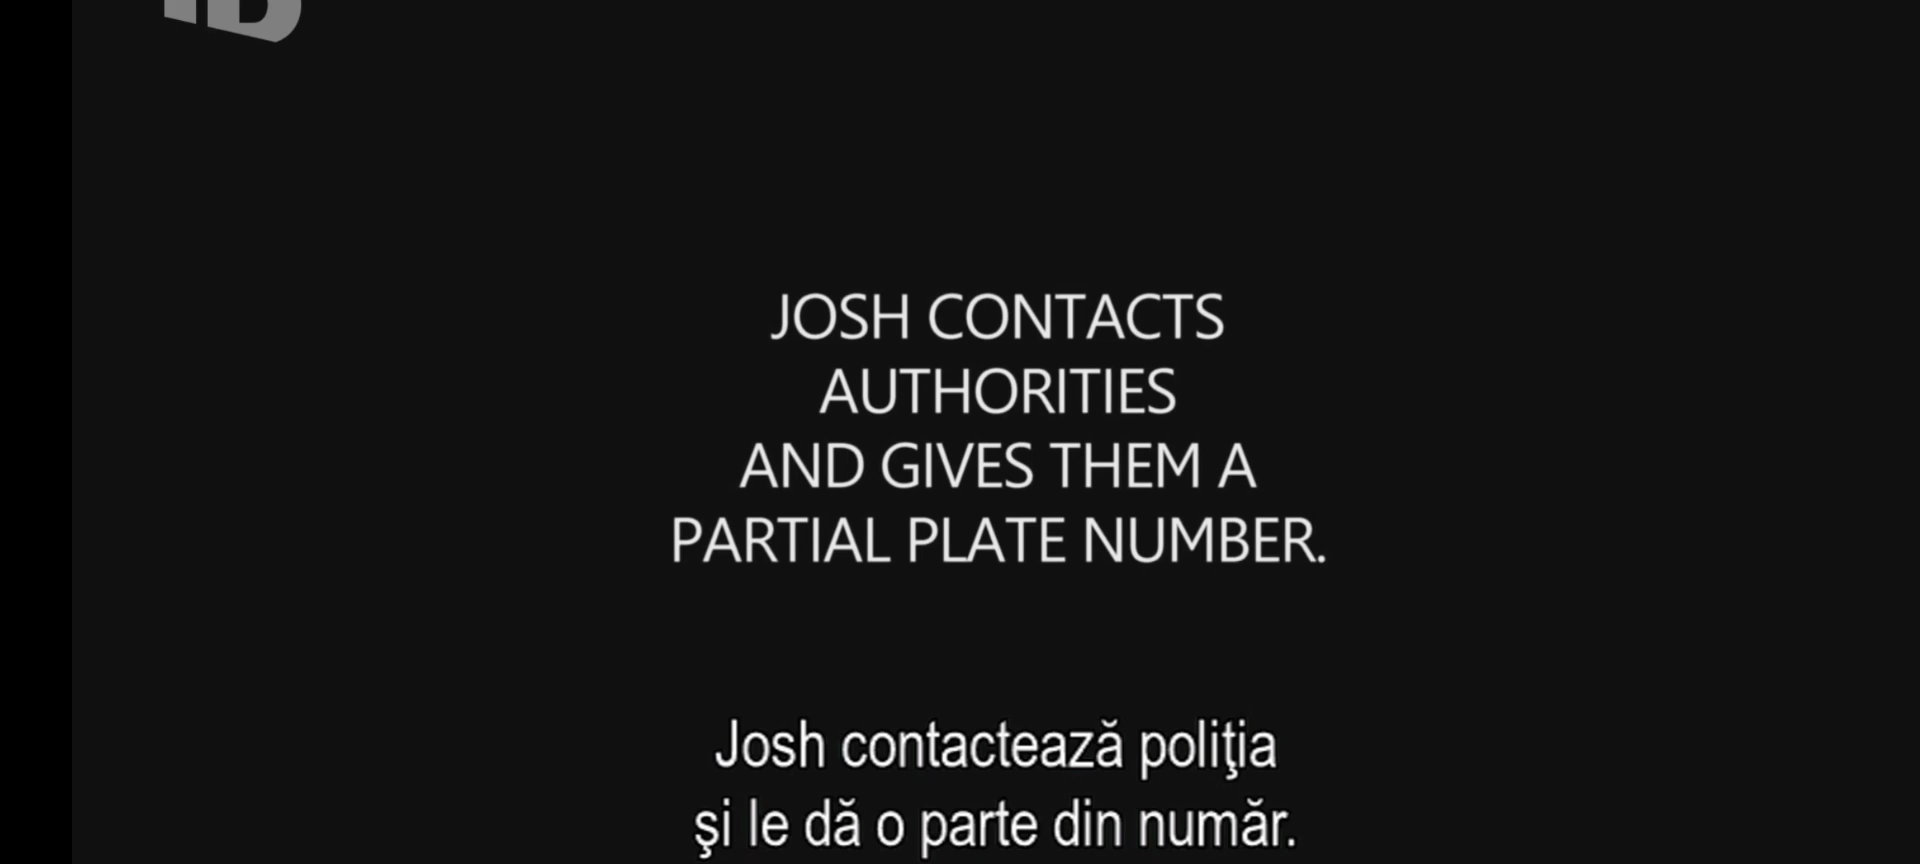 JOSH CONTACTS
AUTHORITIES
AND GIVES THEM A
PARTIAL PLATE NUMBER.
Josh contactează poliţia
şi le dă o parte din număr.